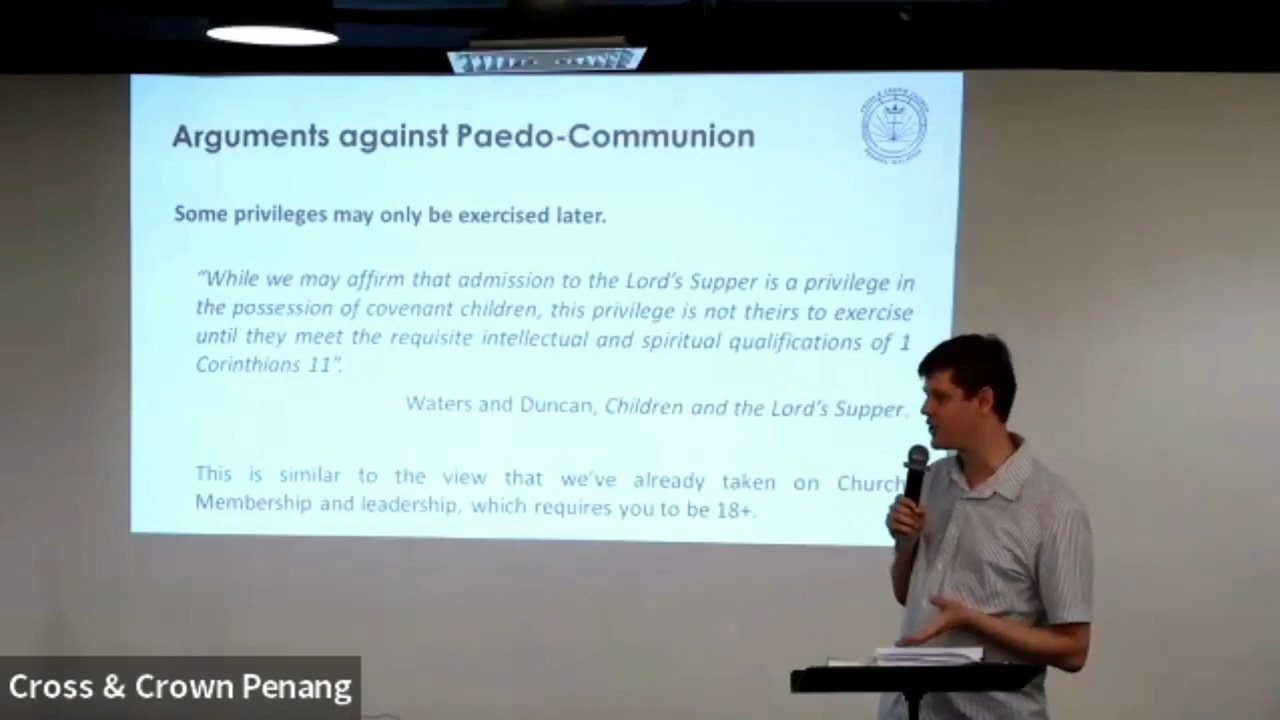 Arguments against Paedo-Communion
Some privileges may only be exercised later.
“While we may affirm that admission to the Lord’s Supper is a privilege in
the possession of covenant children, this privilege is not theirs to exercise
until they meet the requisite intellectual and spiritual qualifications of 1
Corinthians 11”.
Waters and Duncan, Children and the Lord’s Supper.
This is similar to the view that we’ve already taken on Church
Membership and leadership, which requires you to be 18+.
Cross & Crown Penang